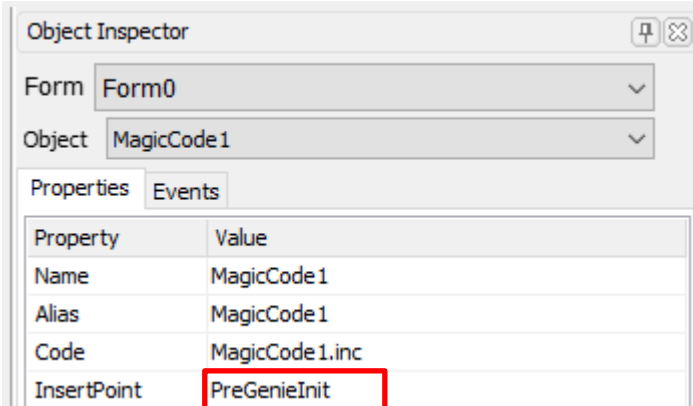 Object Inspector
Form Form0
Object MagicCode1
Properties Events
Property Value
Name MagicCode1
Alias MagicCode1
Code MagicCode1.inc
InsertPoint PreGenieInit